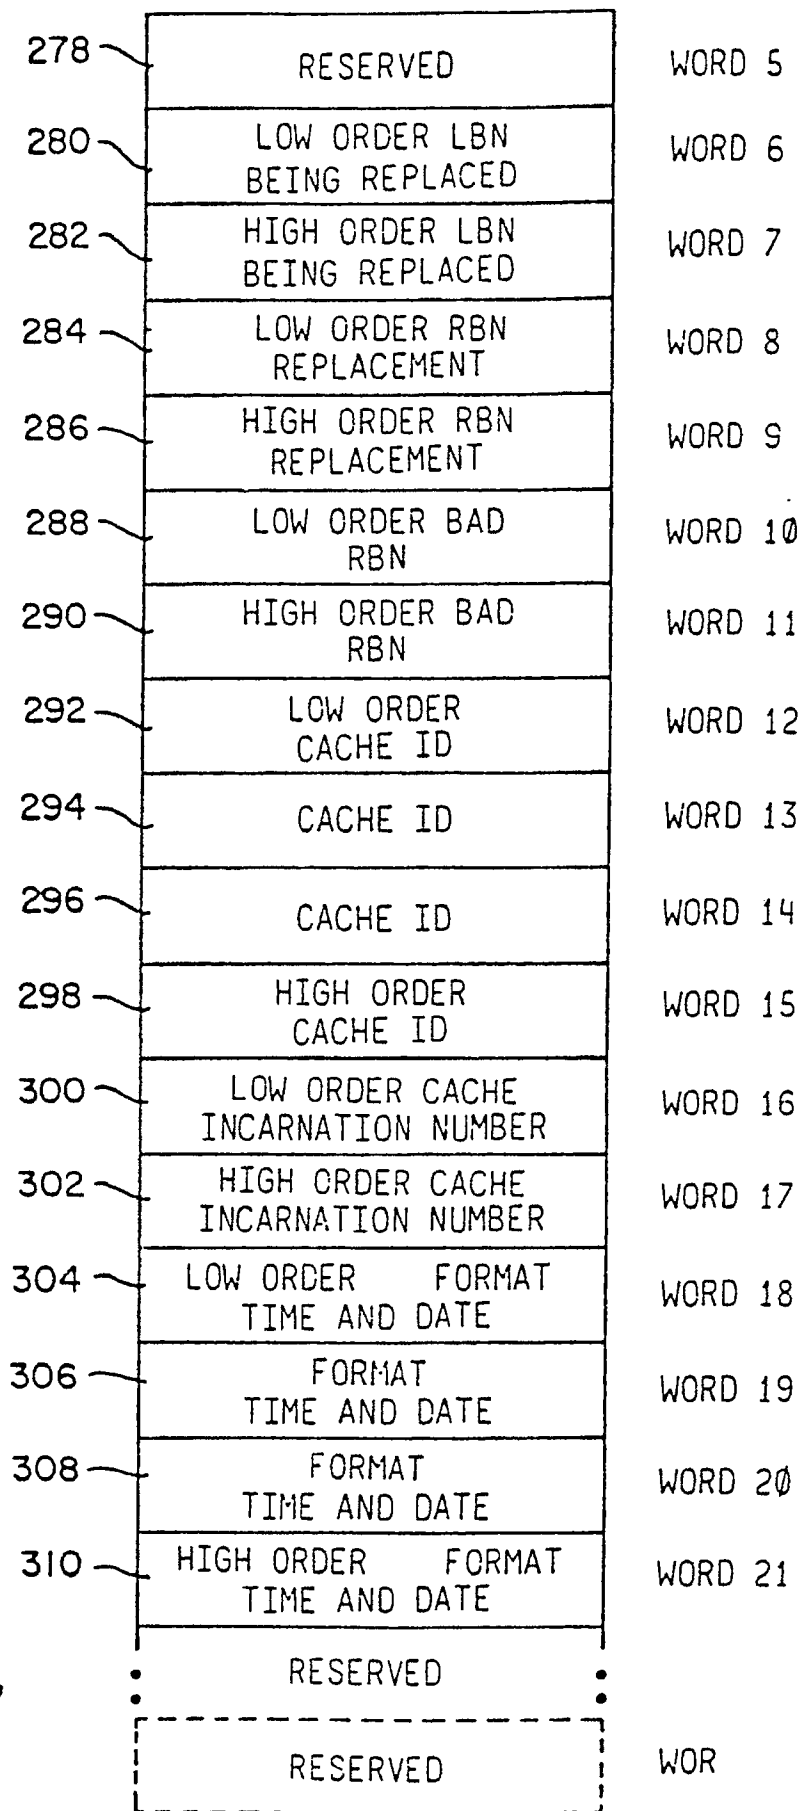 278 RESERVED WORD 5
280 LOW ORDER LBN WORD 6
BEING REPLACED
282 HIGH ORDER LBN WORD 7
BEING REPLACED
284 LOW ORDER RBN WORD 8
REPLACEMENT
286 HIGH ORDER RBN WORD 9
REPLACEMENT
288 LOW ORDER BAD WORD 10
RBN
290 HIGH ORDER BAD WORD 11
RBN
292 LOW ORDER WORD 12
CACHE ID
294 CACHE ID WORD 13
296 CACHE ID WORD 14
298 HIGH ORDER WORD 15
CACHE ID
300 LOW ORDER CACHE WORD 16
INCARNATION NUMBER
302 HIGH ORDER CACHE WORD 17
INCARNATION NUMBER
304 LOW ORDER FORMAT WORD 18
TIME AND DATE
306 FORMAT WORD 19
TIME AND DATE
308 FORMAT WORD 20
TIME AND DATE
310 HIGH ORDER FORMAT WORD 21
TIME AND DATE
RESERVED
RESERVED WOR